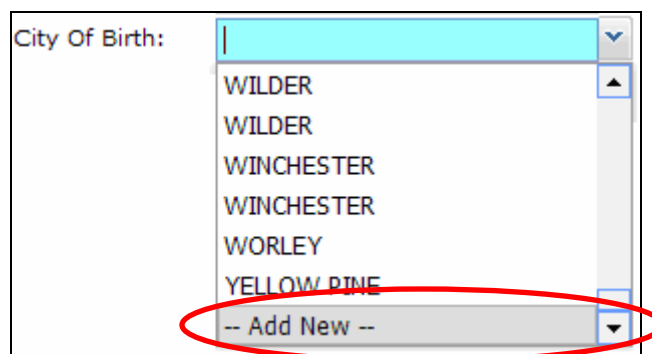 City Of Birth:
WILDER
WILDER
WINCHESTER
WINCHESTER
WORLEY
YELLOW PINE
-- Add New --